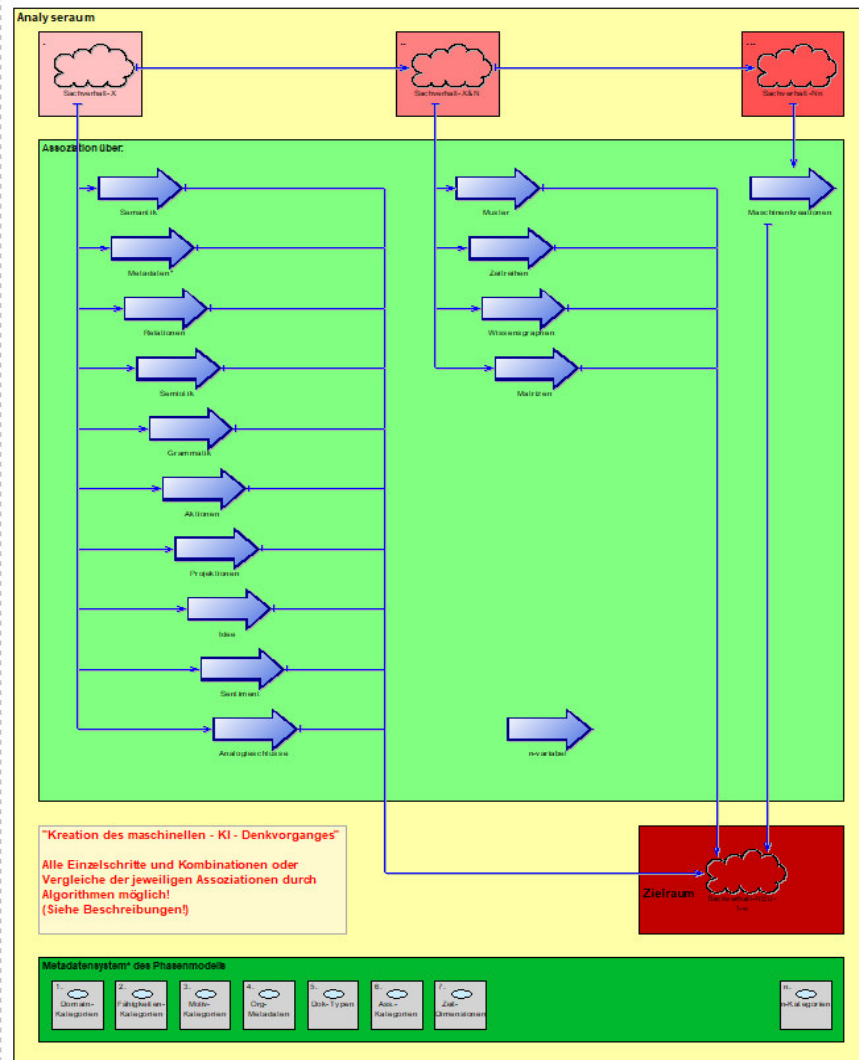 Analyseraum
.
..
...
Sachverhalt-X
Sachverhalt-X&N
Sachverhalt-Nn
Assoziation über:
Semantik
Muster
Maschinenkreationen
Metadaten*
Zeitreihen
Relationen
Wissensgraphen
Semiotik
Matrizen
Grammatik
Aktionen
Projektionen
Idee
Sentiment
Analogieschlüsse
n-variabel
"Kreation des maschinellen - KI - Denkvorganges"
Alle Einzelschritte und Kombinationen oder
Vergleiche der jeweiligen Assoziationen durch
Algorithmen möglich!
(Siehe Beschreibungen!)
Zielraum
Metadatensystem* des Phasenmodells
1.
Domain-
Kategorien
2.
Fähigkeiten-
Kategorien
3.
Motiv-
Kategorien
4.
Org-
Metadaten
5.
Dok-Typen
6.
Ass.-
Kategorien
7.
Zeit-
Dimensionen
n.
n-Kategorien